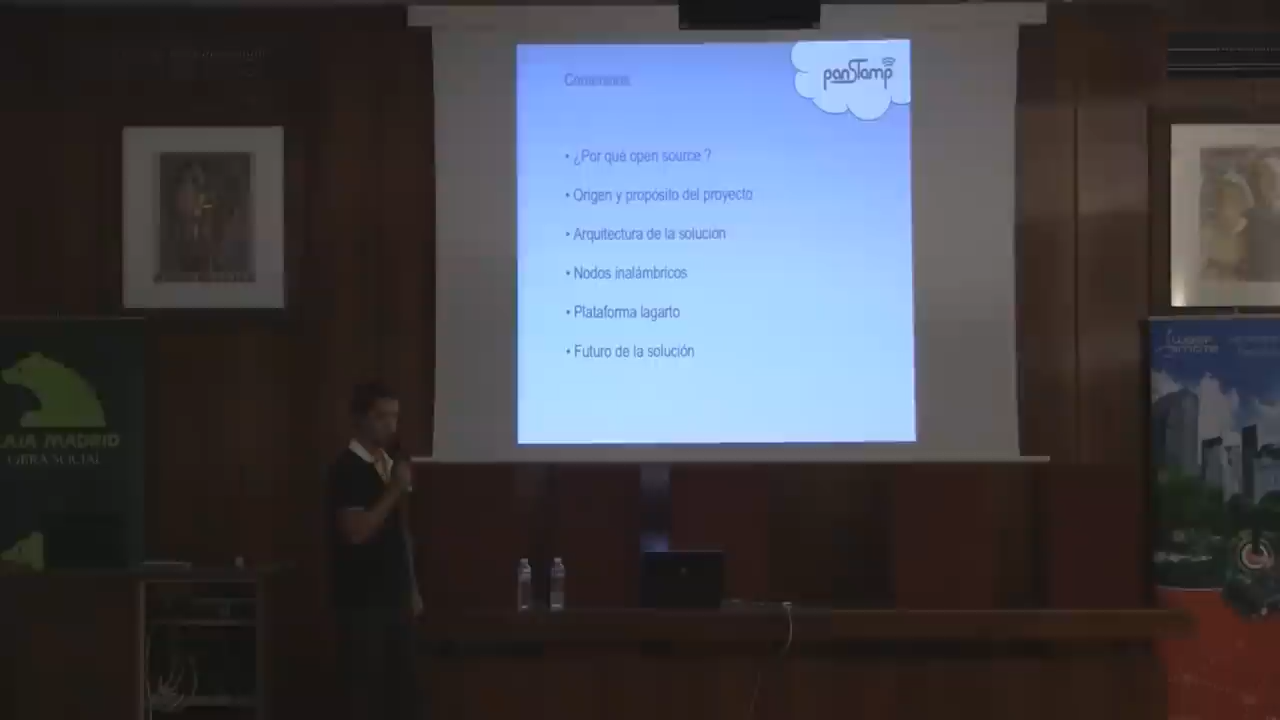 Contenidos
panStamp
• ¿Por qué open source ?
• Origen y propósito del proyecto
• Arquitectura de la solución
• Nodos inalámbricos
• Plataforma lagarto
• Futuro de la solución
CAJA MADRID
OBRA SOCIAL